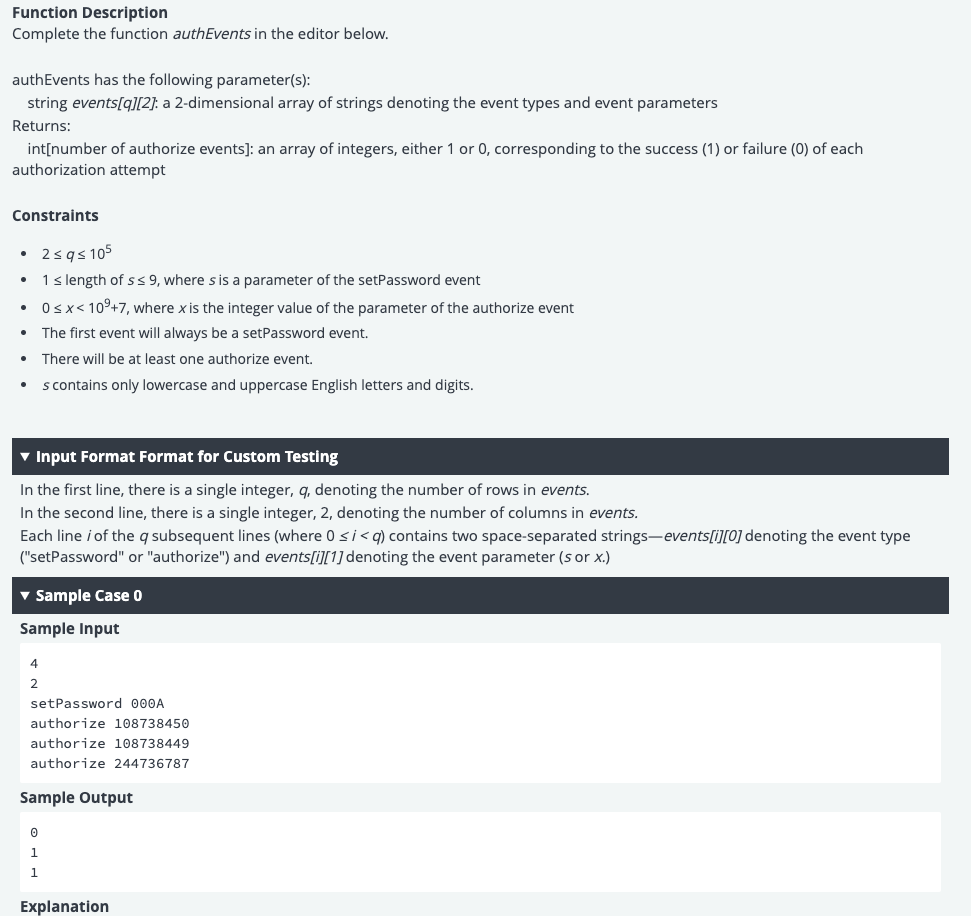 Function Description
Complete the function authEvents in the editor below.
authEvents has the following parameter(s):
string events[q][2]: a 2-dimensional array of strings denoting the event types and event parameters
Returns:
int[number of authorize events]: an array of integers, either 1 or 0, corresponding to the success (1) or failure (0) of each
authorization attempt
Constraints
• 2 ≤ q ≤ 10⁵
• 1 ≤ length of s ≤ 9, where s is a parameter of the setPassword event
• 0 ≤ x < 10⁹+7, where x is the integer value of the parameter of the authorize event
• The first event will always be a setPassword event.
• There will be at least one authorize event.
• s contains only lowercase and uppercase English letters and digits.
▼ Input Format Format for Custom Testing
In the first line, there is a single integer, q, denoting the number of rows in events.
In the second line, there is a single integer, 2, denoting the number of columns in events.
Each line i of the q subsequent lines (where 0 ≤ i < q) contains two space-separated strings—events[i][0] denoting the event type
("setPassword" or "authorize") and events[i][1] denoting the event parameter (s or x.)
▼ Sample Case 0
Sample Input
4
2
setPassword 000A
authorize 108738450
authorize 108738449
authorize 244736787
Sample Output
0
1
1
Explanation